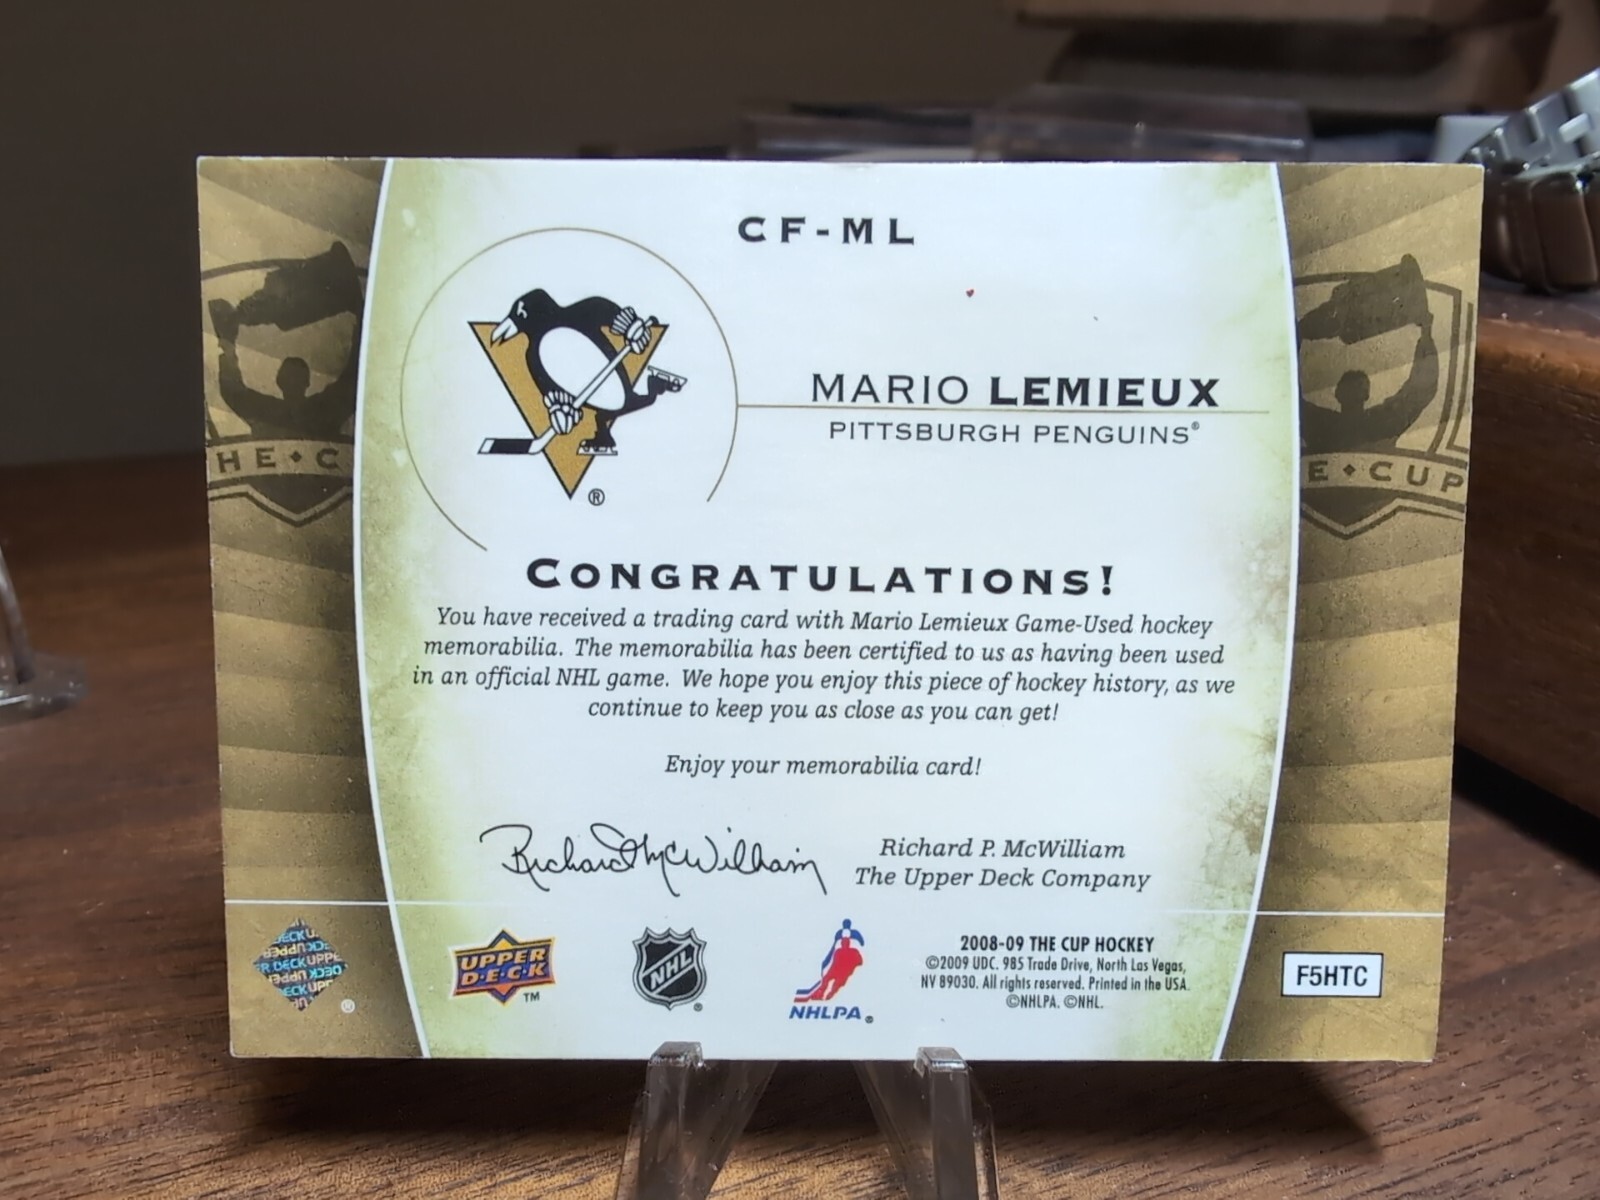 CF-ML
MARIO LEMIEUX
PITTSBURGH PENGUINS®
HE • C
E • CUP
®
CONGRATULATIONS!
You have received a trading card with Mario Lemieux Game-Used hockey
memorabilia. The memorabilia has been certified to us as having been used
in an official NHL game. We hope you enjoy this piece of hockey history, as we
continue to keep you as close as you can get!
Enjoy your memorabilia card!
Richard McWilliam
Richard P. McWilliam
The Upper Deck Company
UPPER
D·E·C·K
TM
NHL
®
NHLPA®
2008-09 THE CUP HOCKEY
©2009 UDC. 985 Trade Drive, North Las Vegas,
NV 89030. All rights reserved. Printed in the USA.
©NHLPA. ©NHL.
F5HTC
R DECK UPPE
®